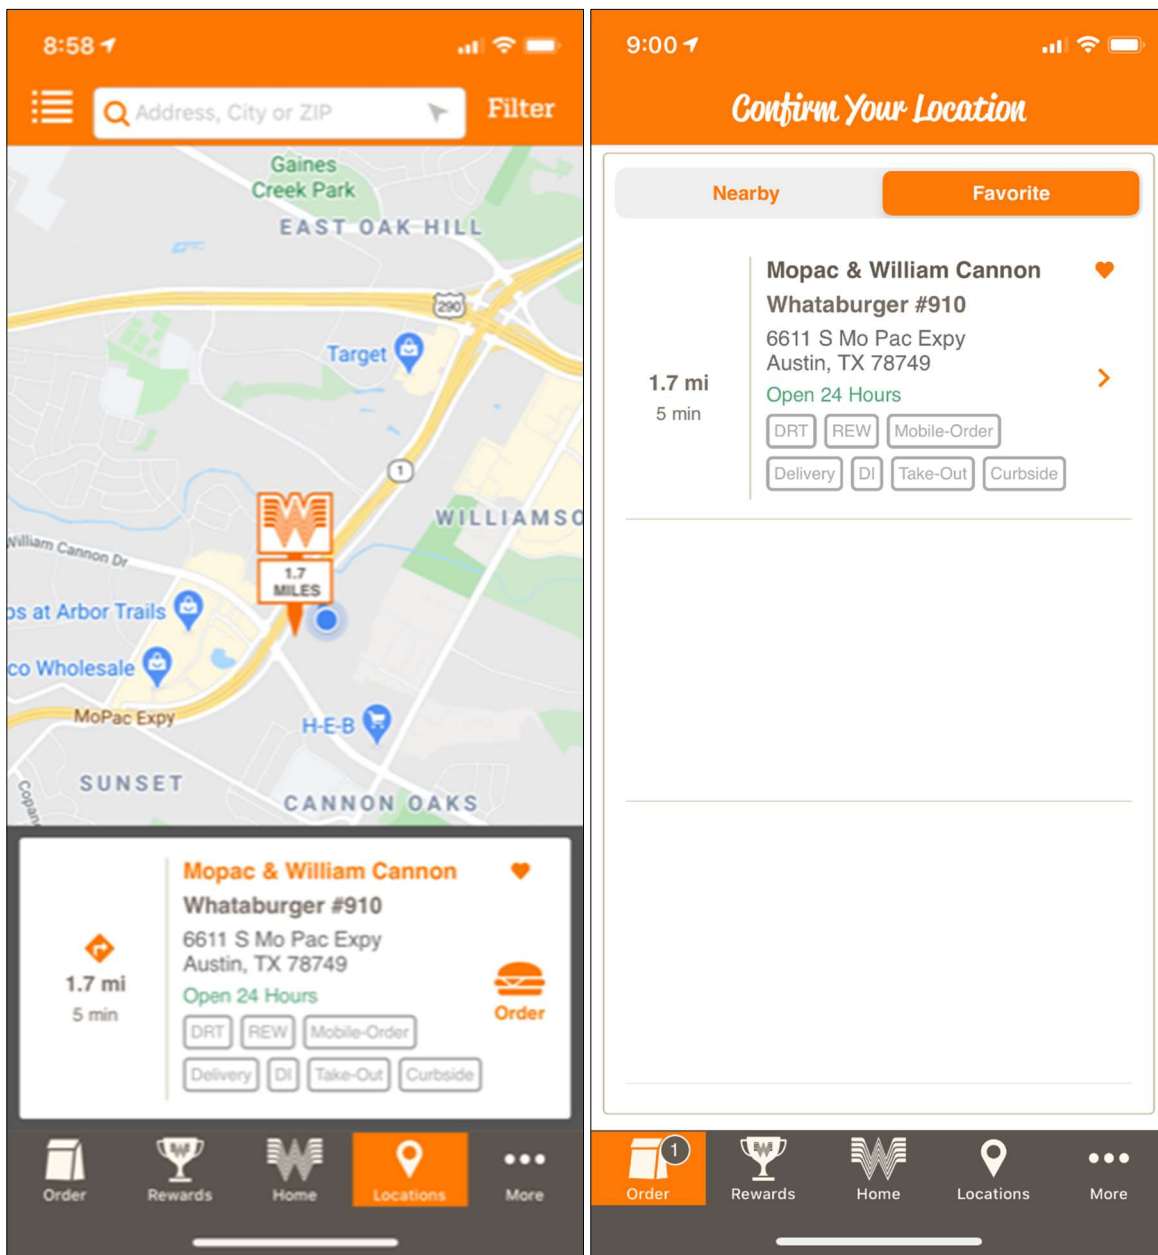 8:58
Address, City or ZIP
Filter
Gaines
Creek Park
EAST OAK HILL
290
Target
1
WILLIAMSO
William Cannon Dr
1.7
MILES
os at Arbor Trails
co Wholesale
MoPac Expy
H-E-B
SUNSET
Copan
CANNON OAKS
Mopac & William Cannon
Whataburger #910
6611 S Mo Pac Expy
Austin, TX 78749
1.7 mi
Open 24 Hours
5 min
Order
DRT REW Mobile-Order
Delivery DI Take-Out Curbside
Order Rewards Home Locations More
9:00
Confirm Your Location
Nearby Favorite
Mopac & William Cannon
Whataburger #910
6611 S Mo Pac Expy
Austin, TX 78749
1.7 mi
Open 24 Hours
5 min
DRT REW Mobile-Order
Delivery DI Take-Out Curbside
1
Order Rewards Home Locations More